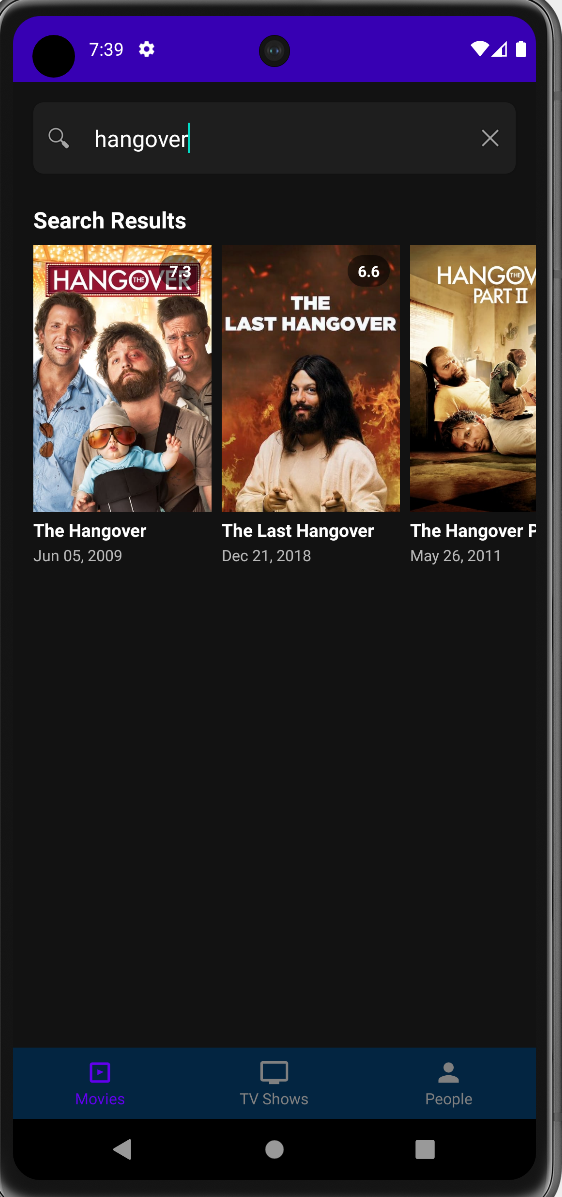 7:39
hangover
Search Results
THE HANGOVER
7.3
6.6
THE
LAST HANGOVER
THE
HANGOV
PART II
The Hangover
The Last Hangover
The Hangover P
Jun 05, 2009
Dec 21, 2018
May 26, 2011
Movies
TV Shows
People